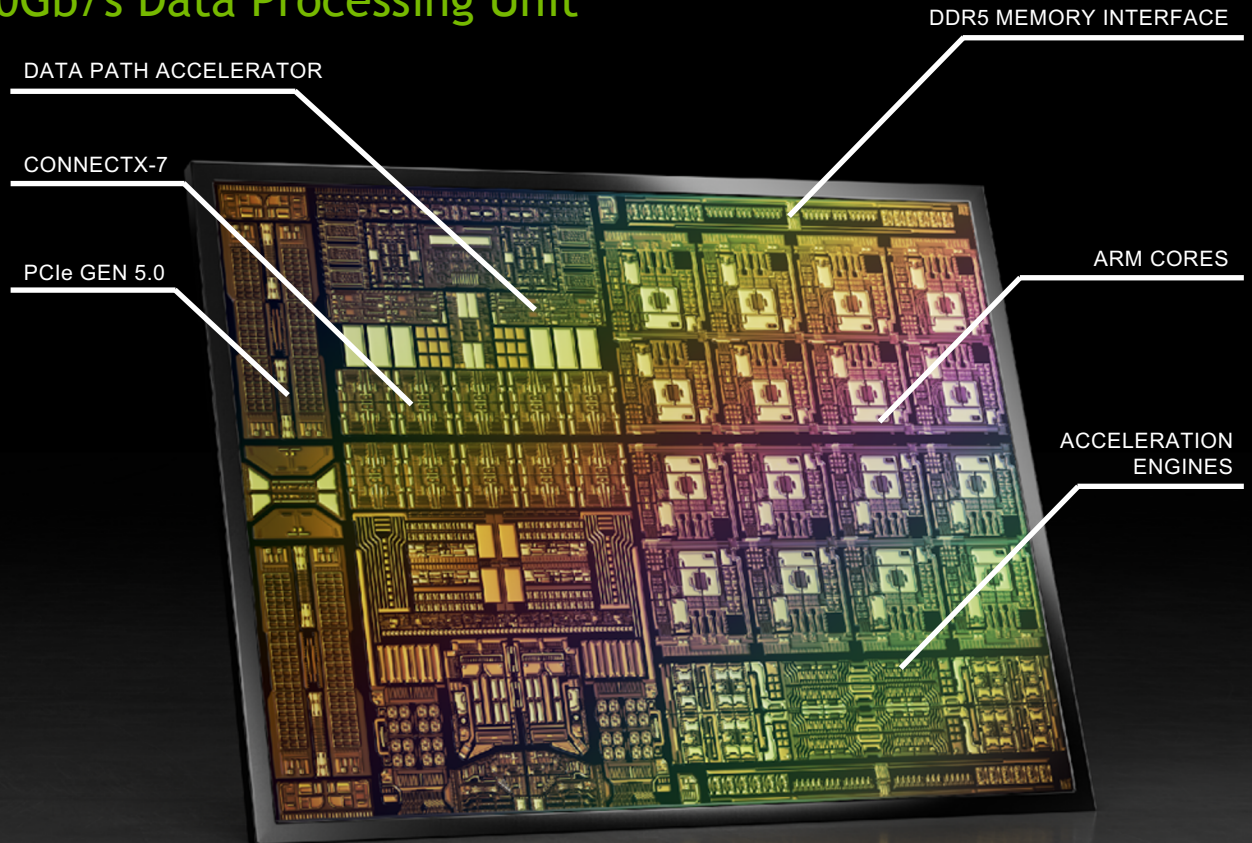 0Gb/s Data Processing Unit
DDR5 MEMORY INTERFACE
DATA PATH ACCELERATOR
CONNECTX-7
PCIe GEN 5.0
ARM CORES
ACCELERATION
ENGINES